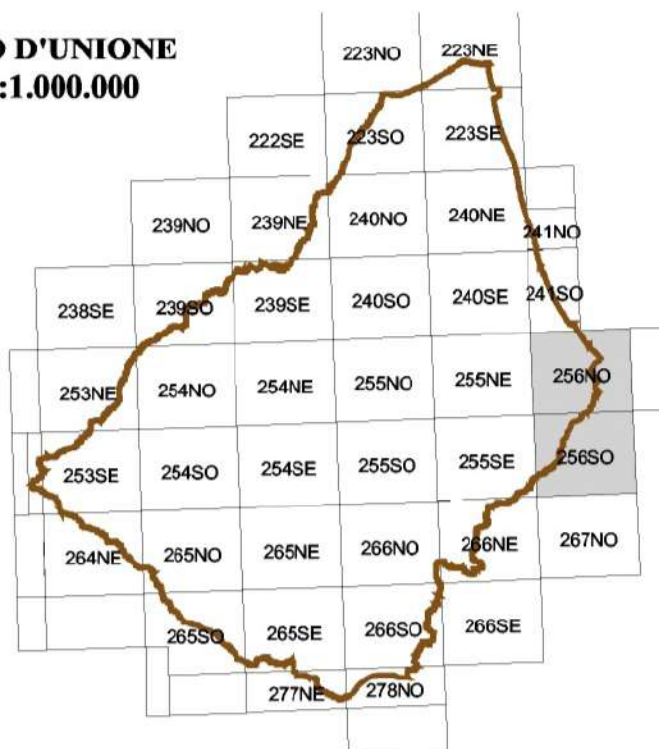 D'UNIONE
:1.000.000
223NO 223NE
222SE 223SO 223SE
239NO 239NE 240NO 240NE 241NO
238SE 239SO 239SE 240SO 240SE 241SO
253NE 254NO 254NE 255NO 255NE 256NO
253SE 254SO 254SE 255SO 255SE 256SO
264NE 265NO 265NE 266NO 266NE 267NO
265SO 265SE 266SO 266SE
277NE 278NO